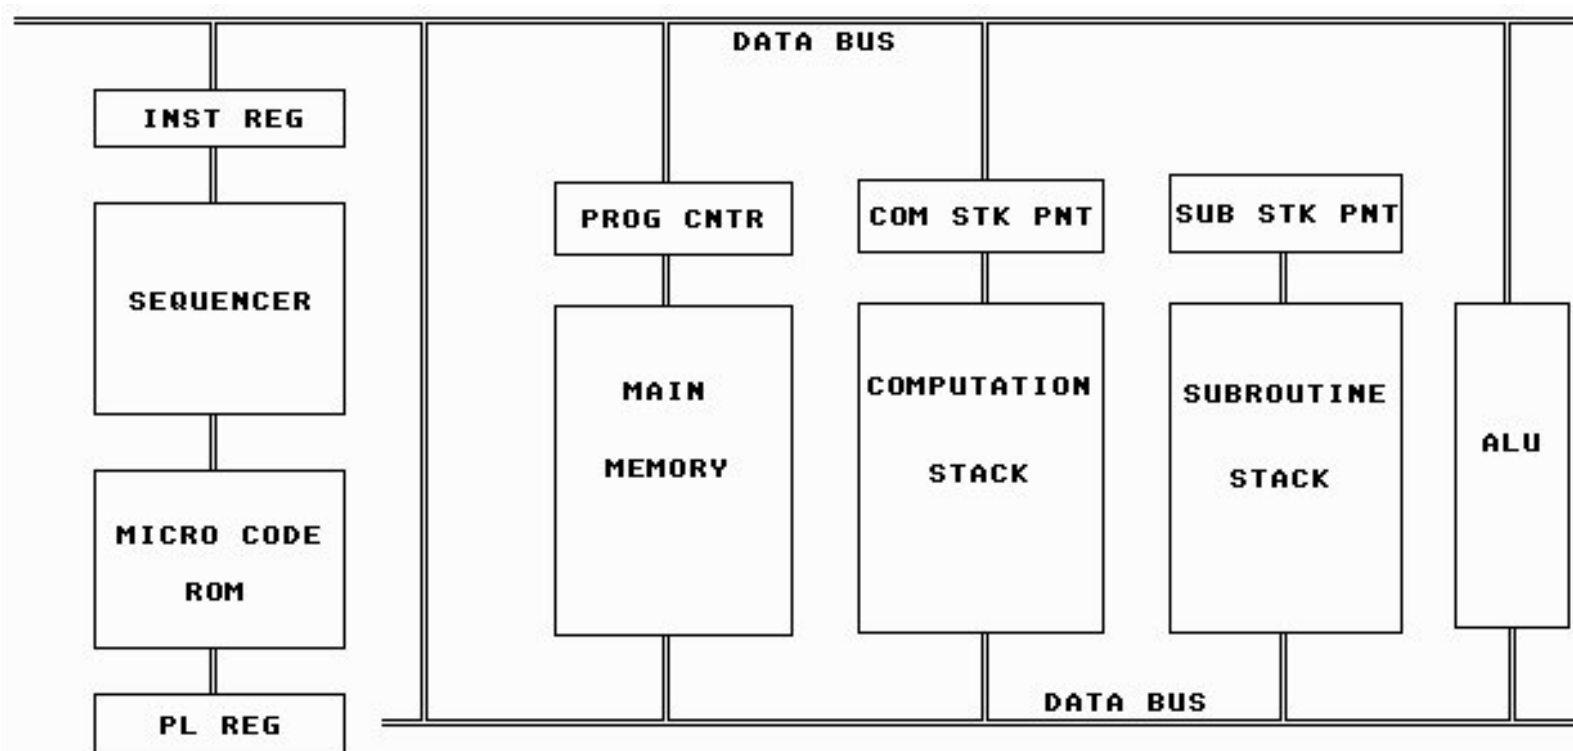 DATA BUS
INST REG
PROG CNTR
COM STK PNT
SUB STK PNT
SEQUENCER
MAIN
MEMORY
COMPUTATION
STACK
SUBROUTINE
STACK
ALU
MICRO CODE
ROM
DATA BUS
PL REG